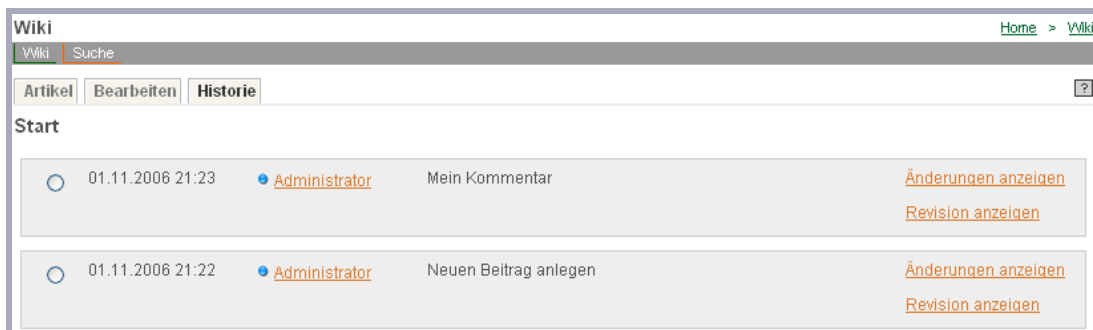 Wiki Home > Wiki
Wiki Suche
Artikel Bearbeiten Historie ?
Start
01.11.2006 21:23 Administrator Mein Kommentar Änderungen anzeigen
Revision anzeigen
01.11.2006 21:22 Administrator Neuen Beitrag anlegen Änderungen anzeigen
Revision anzeigen